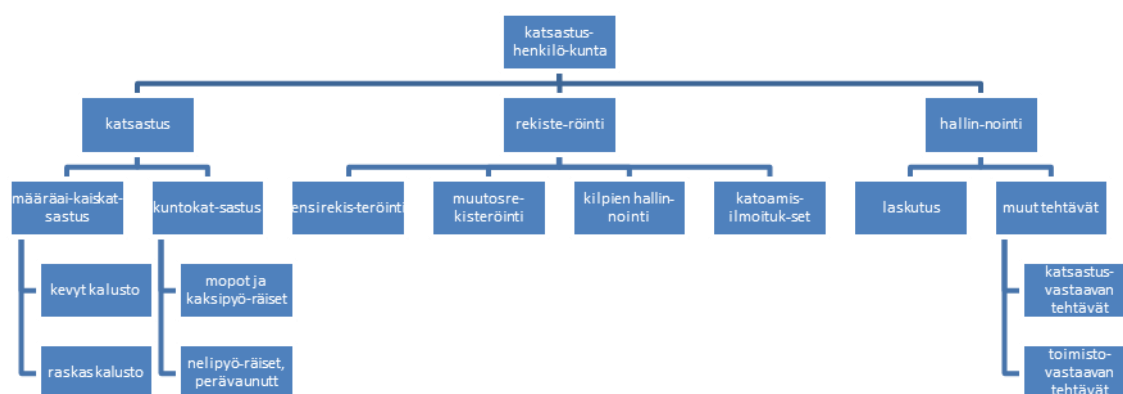 katsastus-
henkilö-kunta
katsastus
rekiste-röinti
hallin-nointi
määräai-kaiskat-
sastus
kuntokat-sastus
ensirekis-teröinti
muutosre-
kisteröinti
kilpien hallin-
nointi
katoamis-
ilmoituk-set
laskutus
muut tehtävät
kevyt kalusto
mopot ja
kaksipyö-räiset
katsastus-
vastaavan
tehtävät
raskas kalusto
nelipyö-räiset,
perävaunutt
toimisto-
vastaavan
tehtävät